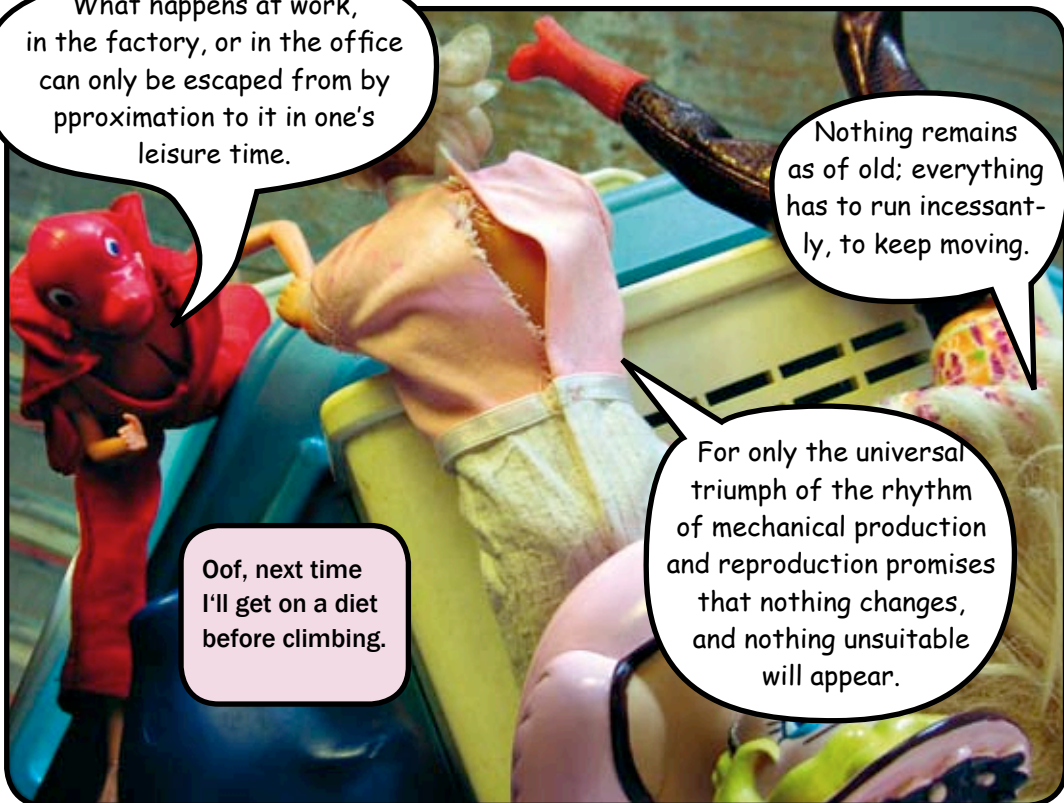 What happens at work,
in the factory, or in the office
can only be escaped from by
pproximation to it in one's
leisure time.
Nothing remains
as of old; everything
has to run incessant-
ly, to keep moving.
For only the universal
triumph of the rhythm
of mechanical production
and reproduction promises
that nothing changes,
and nothing unsuitable
will appear.
Oof, next time
I‘ll get on a diet
before climbing.